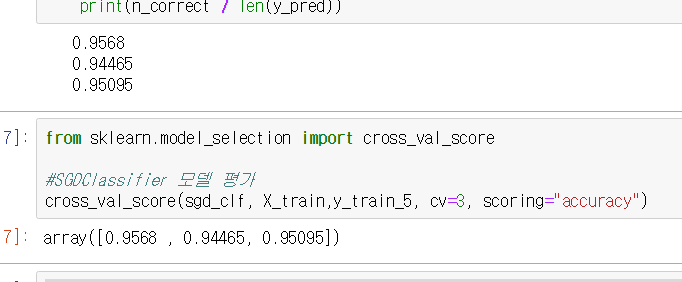 print(n_correct / len(y_pred))
0.9568
0.94465
0.95095
7]: from sklearn.model_selection import cross_val_score
#SGDClassifier 모델 평가
cross_val_score(sgd_clf, X_train,y_train_5, cv=3, scoring="accuracy")
7]: array([0.9568 , 0.94465, 0.95095])